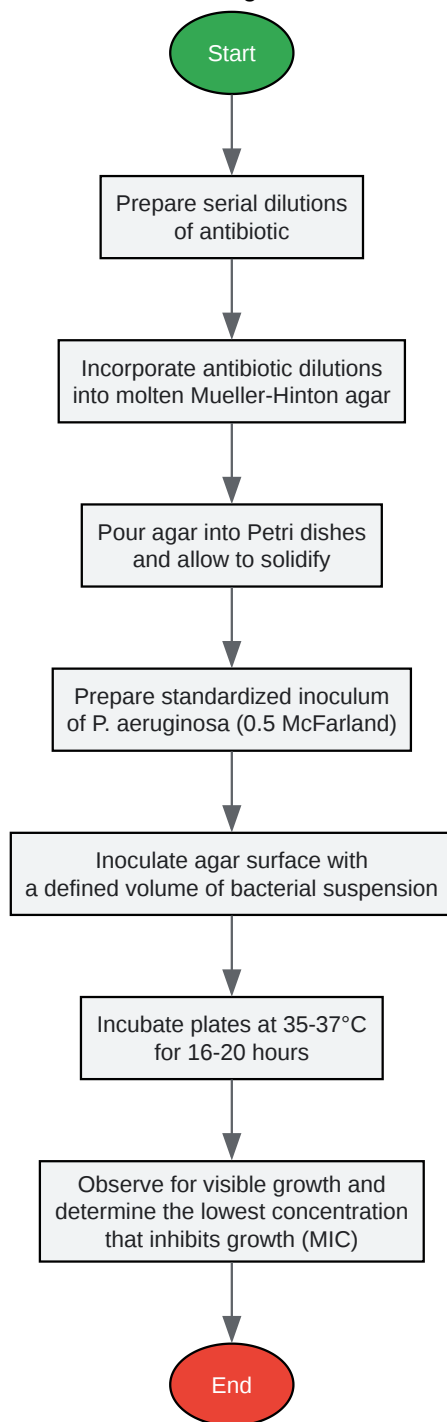 Start
Prepare serial dilutions
of antibiotic
Incorporate antibiotic dilutions
into molten Mueller-Hinton agar
Pour agar into Petri dishes
and allow to solidify
Prepare standardized inoculum
of P. aeruginosa (0.5 McFarland)
Inoculate agar surface with
a defined volume of bacterial suspension
Incubate plates at 35-37°C
for 16-20 hours
Observe for visible growth and
determine the lowest concentration
that inhibits growth (MIC)
End